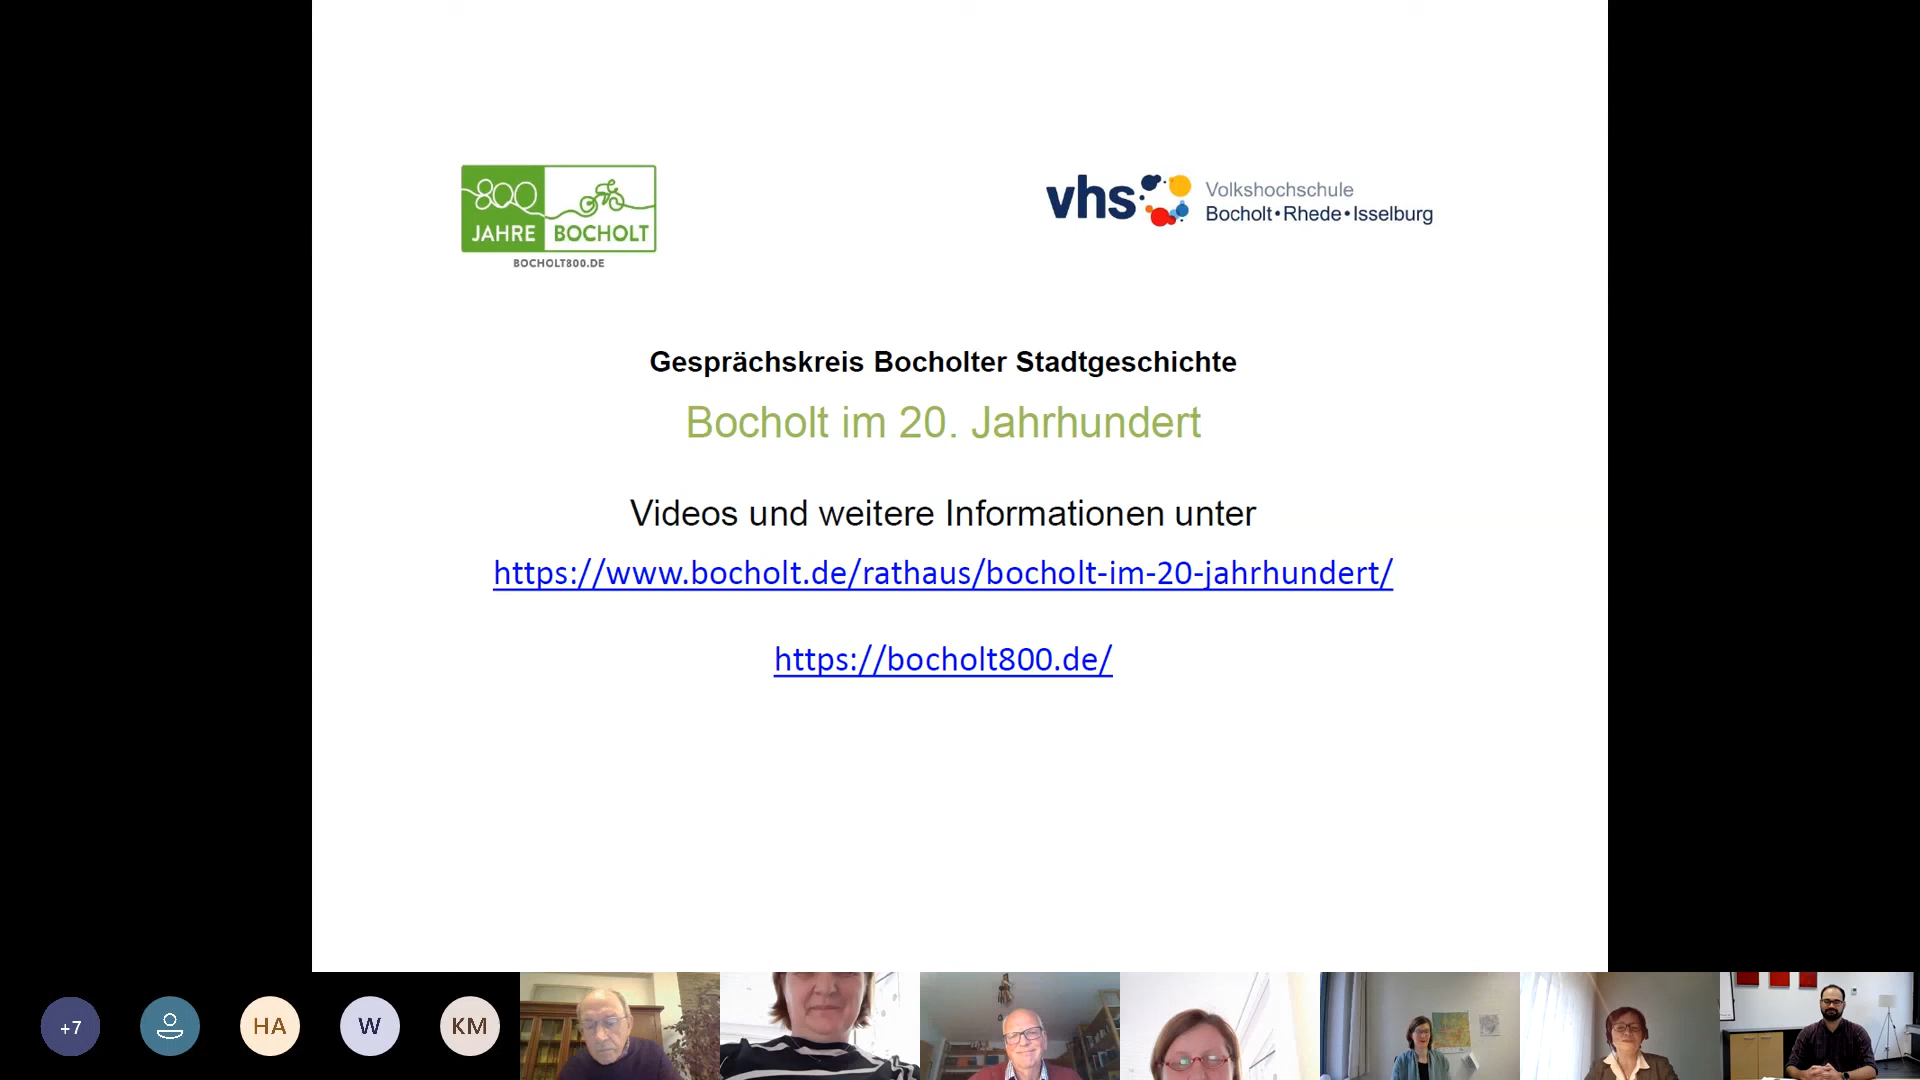 800
JAHRE BOCHOLT
BOCHOLT800.DE
vhs Volkshochschule
Bocholt•Rhede•Isselburg
Gesprächskreis Bocholter Stadtgeschichte
Bocholt im 20. Jahrhundert
Videos und weitere Informationen unter
https://www.bocholt.de/rathaus/bocholt-im-20-jahrhundert/
https://bocholt800.de/
+7 HA W KM